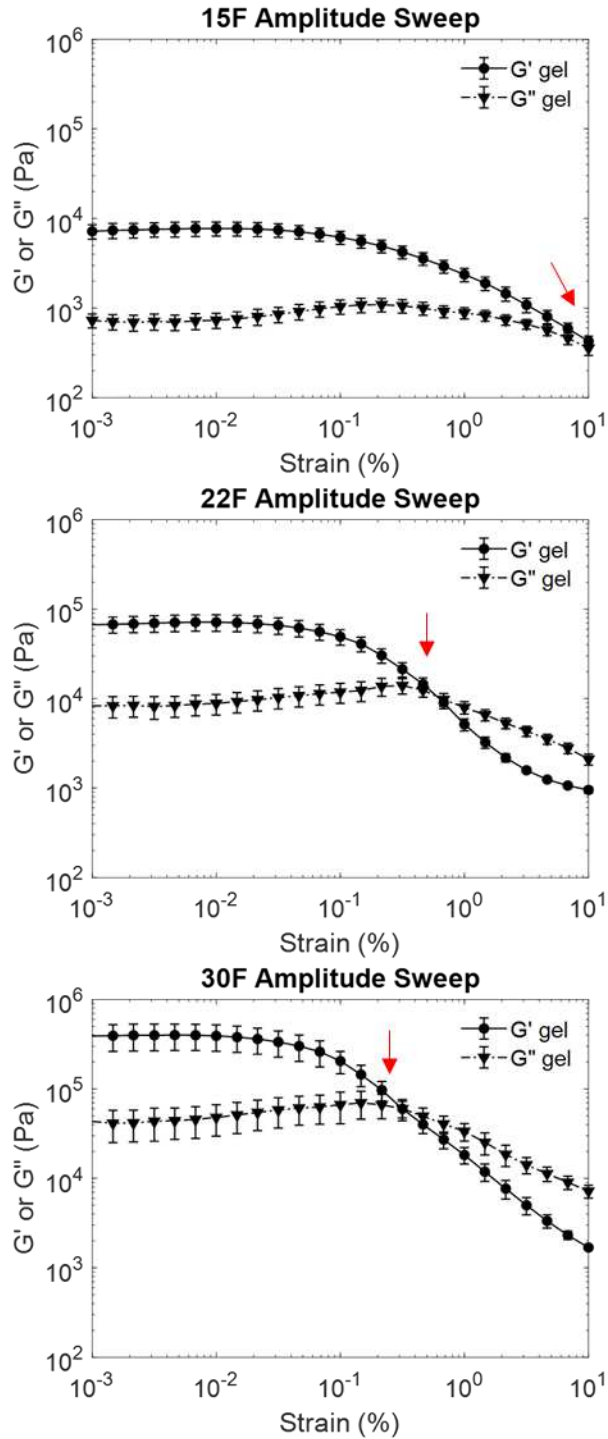 15F Amplitude Sweep
G' or G" (Pa)
10^6
10^5
10^4
10^3
10^2
G' gel
G" gel
10^-3
10^-2
10^-1
10^0
10^1
Strain (%)
22F Amplitude Sweep
G' or G" (Pa)
10^6
10^5
10^4
10^3
10^2
G' gel
G" gel
10^-3
10^-2
10^-1
10^0
10^1
Strain (%)
30F Amplitude Sweep
G' or G" (Pa)
10^6
10^5
10^4
10^3
10^2
G' gel
G" gel
10^-3
10^-2
10^-1
10^0
10^1
Strain (%)